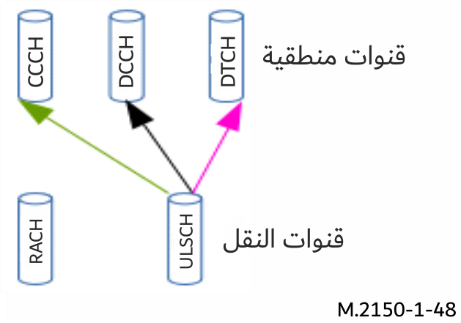 CCCH
DCCH
DTCH
قنوات منطقية
RACH
ULSCH
قنوات النقل
M.2150-1-48